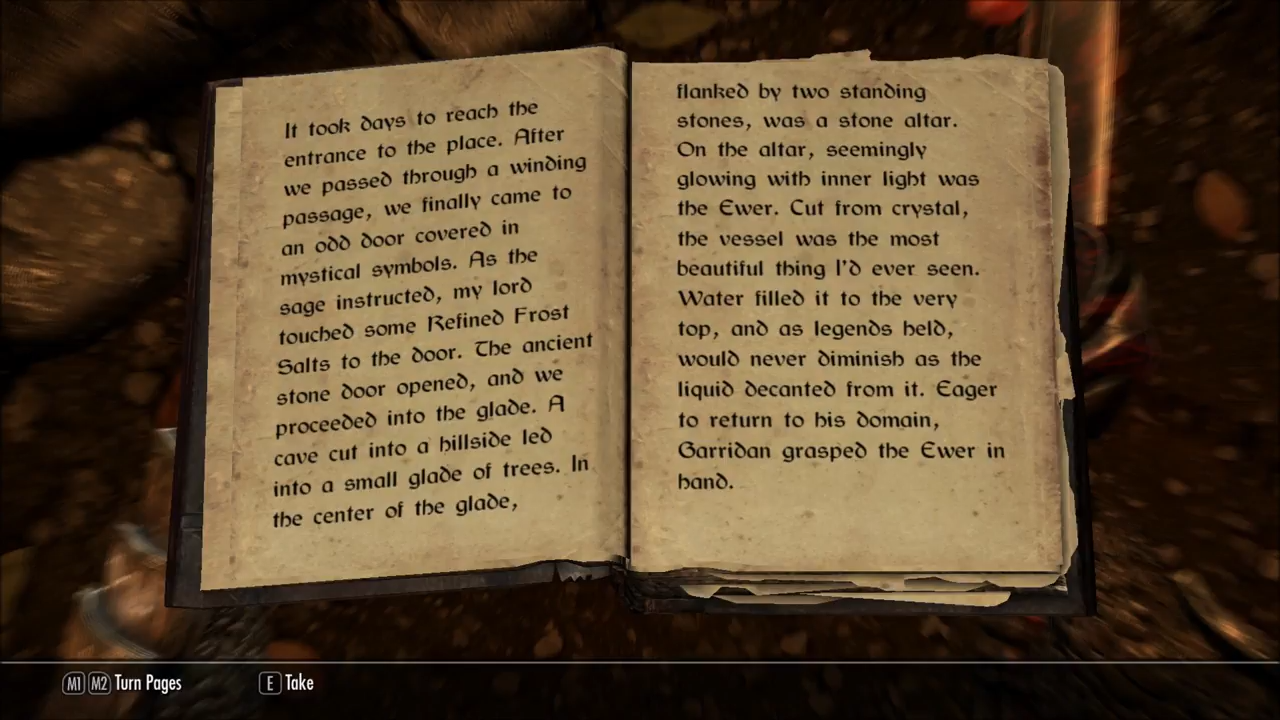 It took days to reach the
entrance to the place. After
we passed through a winding
passage, we finally came to
an odd door covered in
mystical symbols. As the
sage instructed, my lord
touched some Refined Frost
Salts to the door. The ancient
stone door opened, and we
proceeded into the glade. A
cave cut into a hillside led
into a small glade of trees. In
the center of the glade,
flanked by two standing
stones, was a stone altar.
On the altar, seemingly
glowing with inner light was
the Ewer. Cut from crystal,
the vessel was the most
beautiful thing I'd ever seen.
Water filled it to the very
top, and as legends held,
would never diminish as the
liquid decanted from it. Eager
to return to his domain,
Garridan grasped the Ewer in
hand.
M1 M2 Turn Pages
E Take